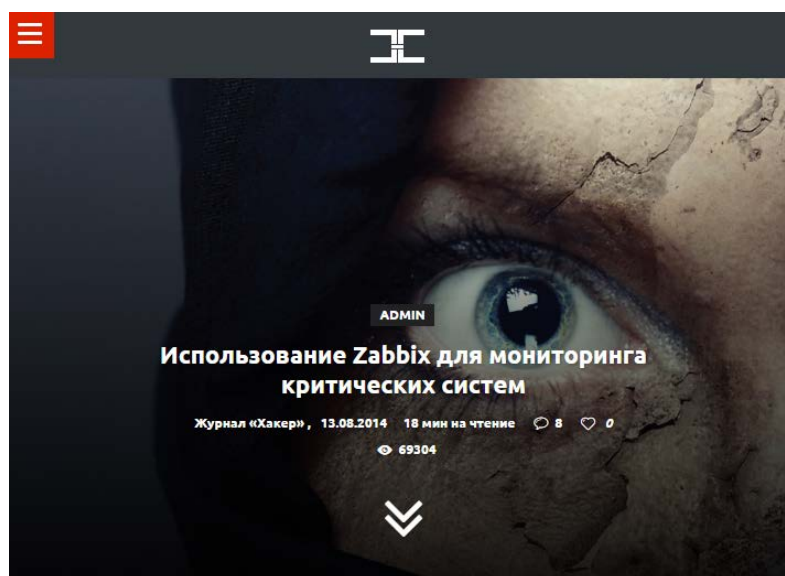 ADMIN
Использование Zabbix для мониторинга
критических систем
Журнал «Хакер», 13.08.2014 18 мин на чтение 8 0
69304